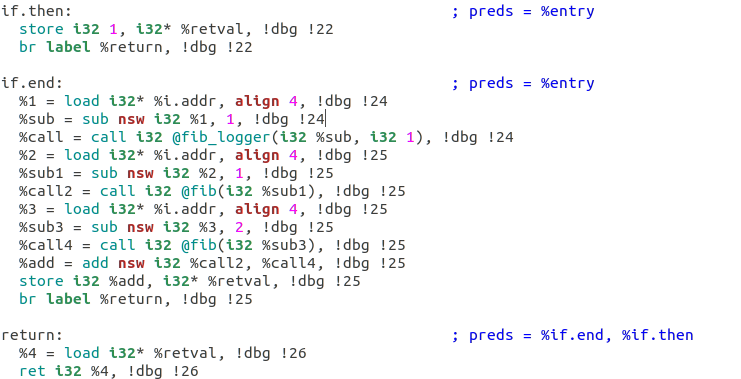 if.then:                                          ; preds = %entry
  store i32 1, i32* %retval, !dbg !22
  br label %return, !dbg !22

if.end:                                           ; preds = %entry
  %1 = load i32* %i.addr, align 4, !dbg !24
  %sub = sub nsw i32 %1, 1, !dbg !24
  %call = call i32 @fib_logger(i32 %sub, i32 1), !dbg !24
  %2 = load i32* %i.addr, align 4, !dbg !25
  %sub1 = sub nsw i32 %2, 1, !dbg !25
  %call2 = call i32 @fib(i32 %sub1), !dbg !25
  %3 = load i32* %i.addr, align 4, !dbg !25
  %sub3 = sub nsw i32 %3, 2, !dbg !25
  %call4 = call i32 @fib(i32 %sub3), !dbg !25
  %add = add nsw i32 %call2, %call4, !dbg !25
  store i32 %add, i32* %retval, !dbg !25
  br label %return, !dbg !25

return:                                           ; preds = %if.end, %if.then
  %4 = load i32* %retval, !dbg !26
  ret i32 %4, !dbg !26